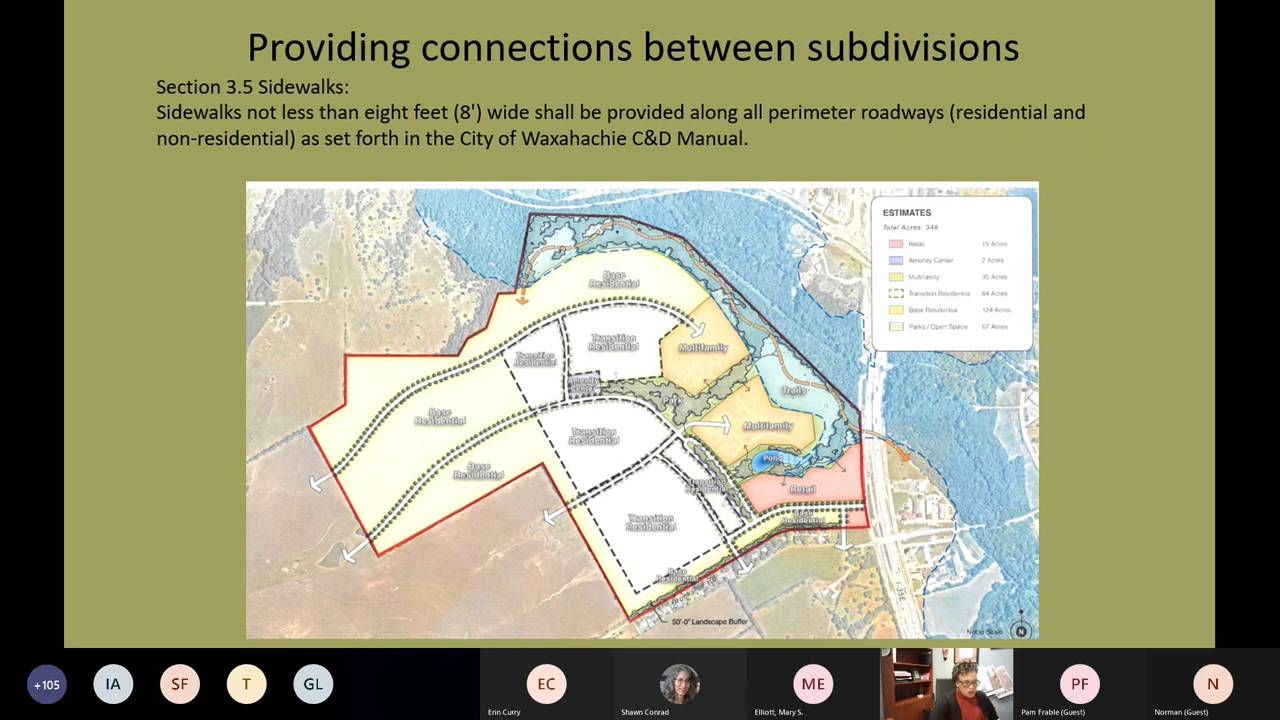 Providing connections between subdivisions
Section 3.5 Sidewalks:
Sidewalks not less than eight feet (8') wide shall be provided along all perimeter roadways (residential and
non-residential) as set forth in the City of Waxahachie C&D Manual.
ESTIMATES
Total Acres: 348
Retail 15 Acres
Amenity Center 2 Acres
Multifamily 30 Acres
Transition Residential 84 Acres
Base Residential 124 Acres
Parks / Open Space 67 Acres
Base
Residential
Transition
Residential
Transition
Residential
Multifamily
Amenity
Center
Trails
Park
Base
Residential
Multifamily
Transition
Residential
Base
Residential
Pond
Transition
Residential
Retail
Base
Residential
Transition
Residential
Base
Residential
50'-0" Landscape Buffer
I-35E
Not to Scale
N
+105
IA
SF
T
GL
EC
Erin Curry
Shawn Conrad
ME
Elliott, Mary S.
PF
Pam Frable (Guest)
N
Norman (Guest)